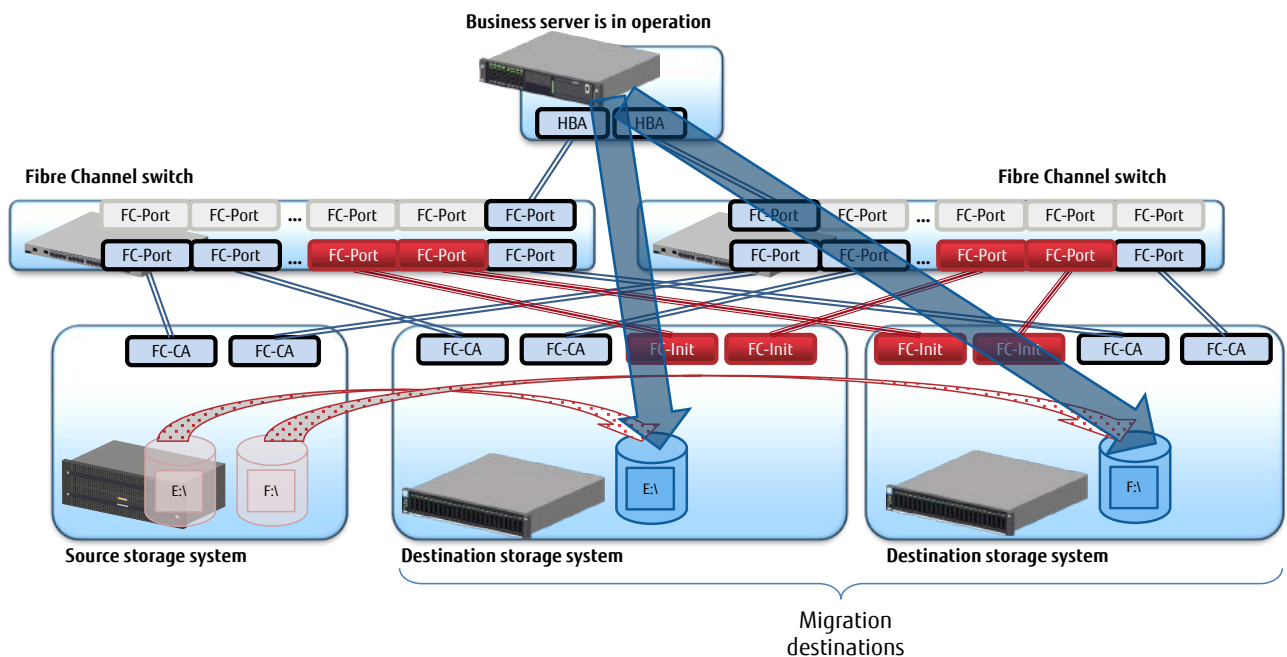 Business server is in operation
HBA HBA
Fibre Channel switch Fibre Channel switch
FC-Port FC-Port ... FC-Port FC-Port FC-Port FC-Port FC-Port ... FC-Port FC-Port FC-Port
FC-Port FC-Port ... FC-Port FC-Port FC-Port FC-Port FC-Port ... FC-Port FC-Port FC-Port
FC-CA FC-CA FC-CA FC-CA FC-Init FC-Init FC-Init FC-Init FC-CA FC-CA
E:\ F:\ E:\ F:\
Source storage system Destination storage system Destination storage system
Migration
destinations